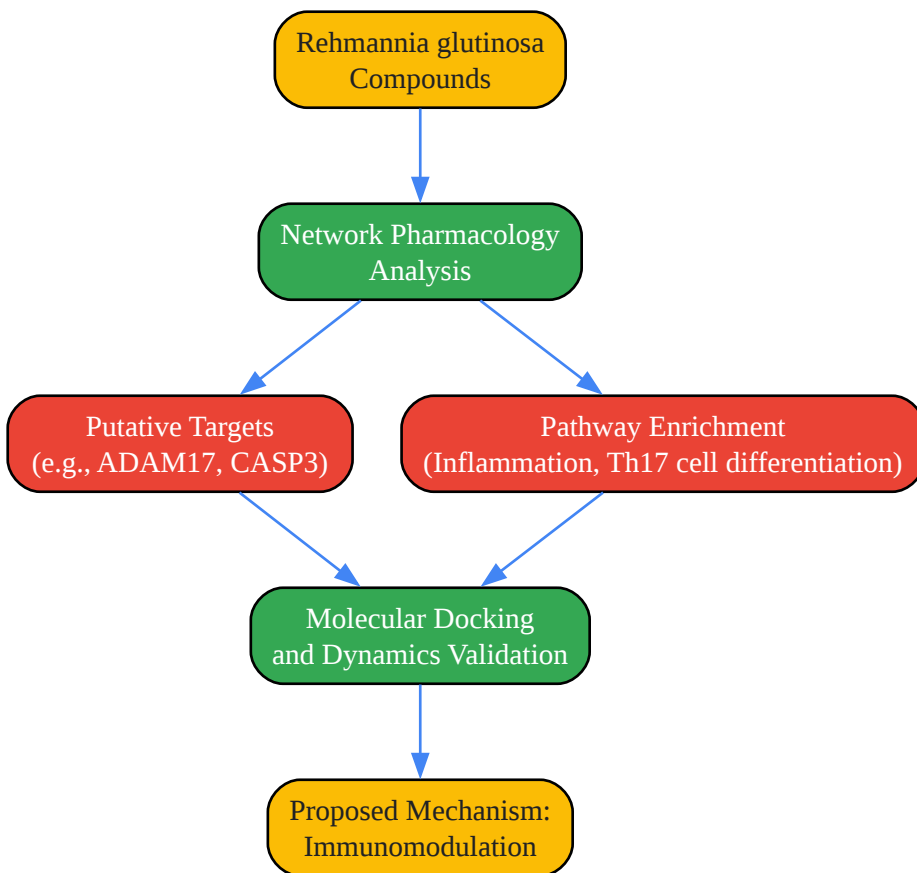 Rehmannia glutinosa
Compounds
Network Pharmacology
Analysis
Putative Targets
(e.g., ADAM17, CASP3)
Pathway Enrichment
(Inflammation, Th17 cell differentiation)
Molecular Docking
and Dynamics Validation
Proposed Mechanism:
Immunomodulation